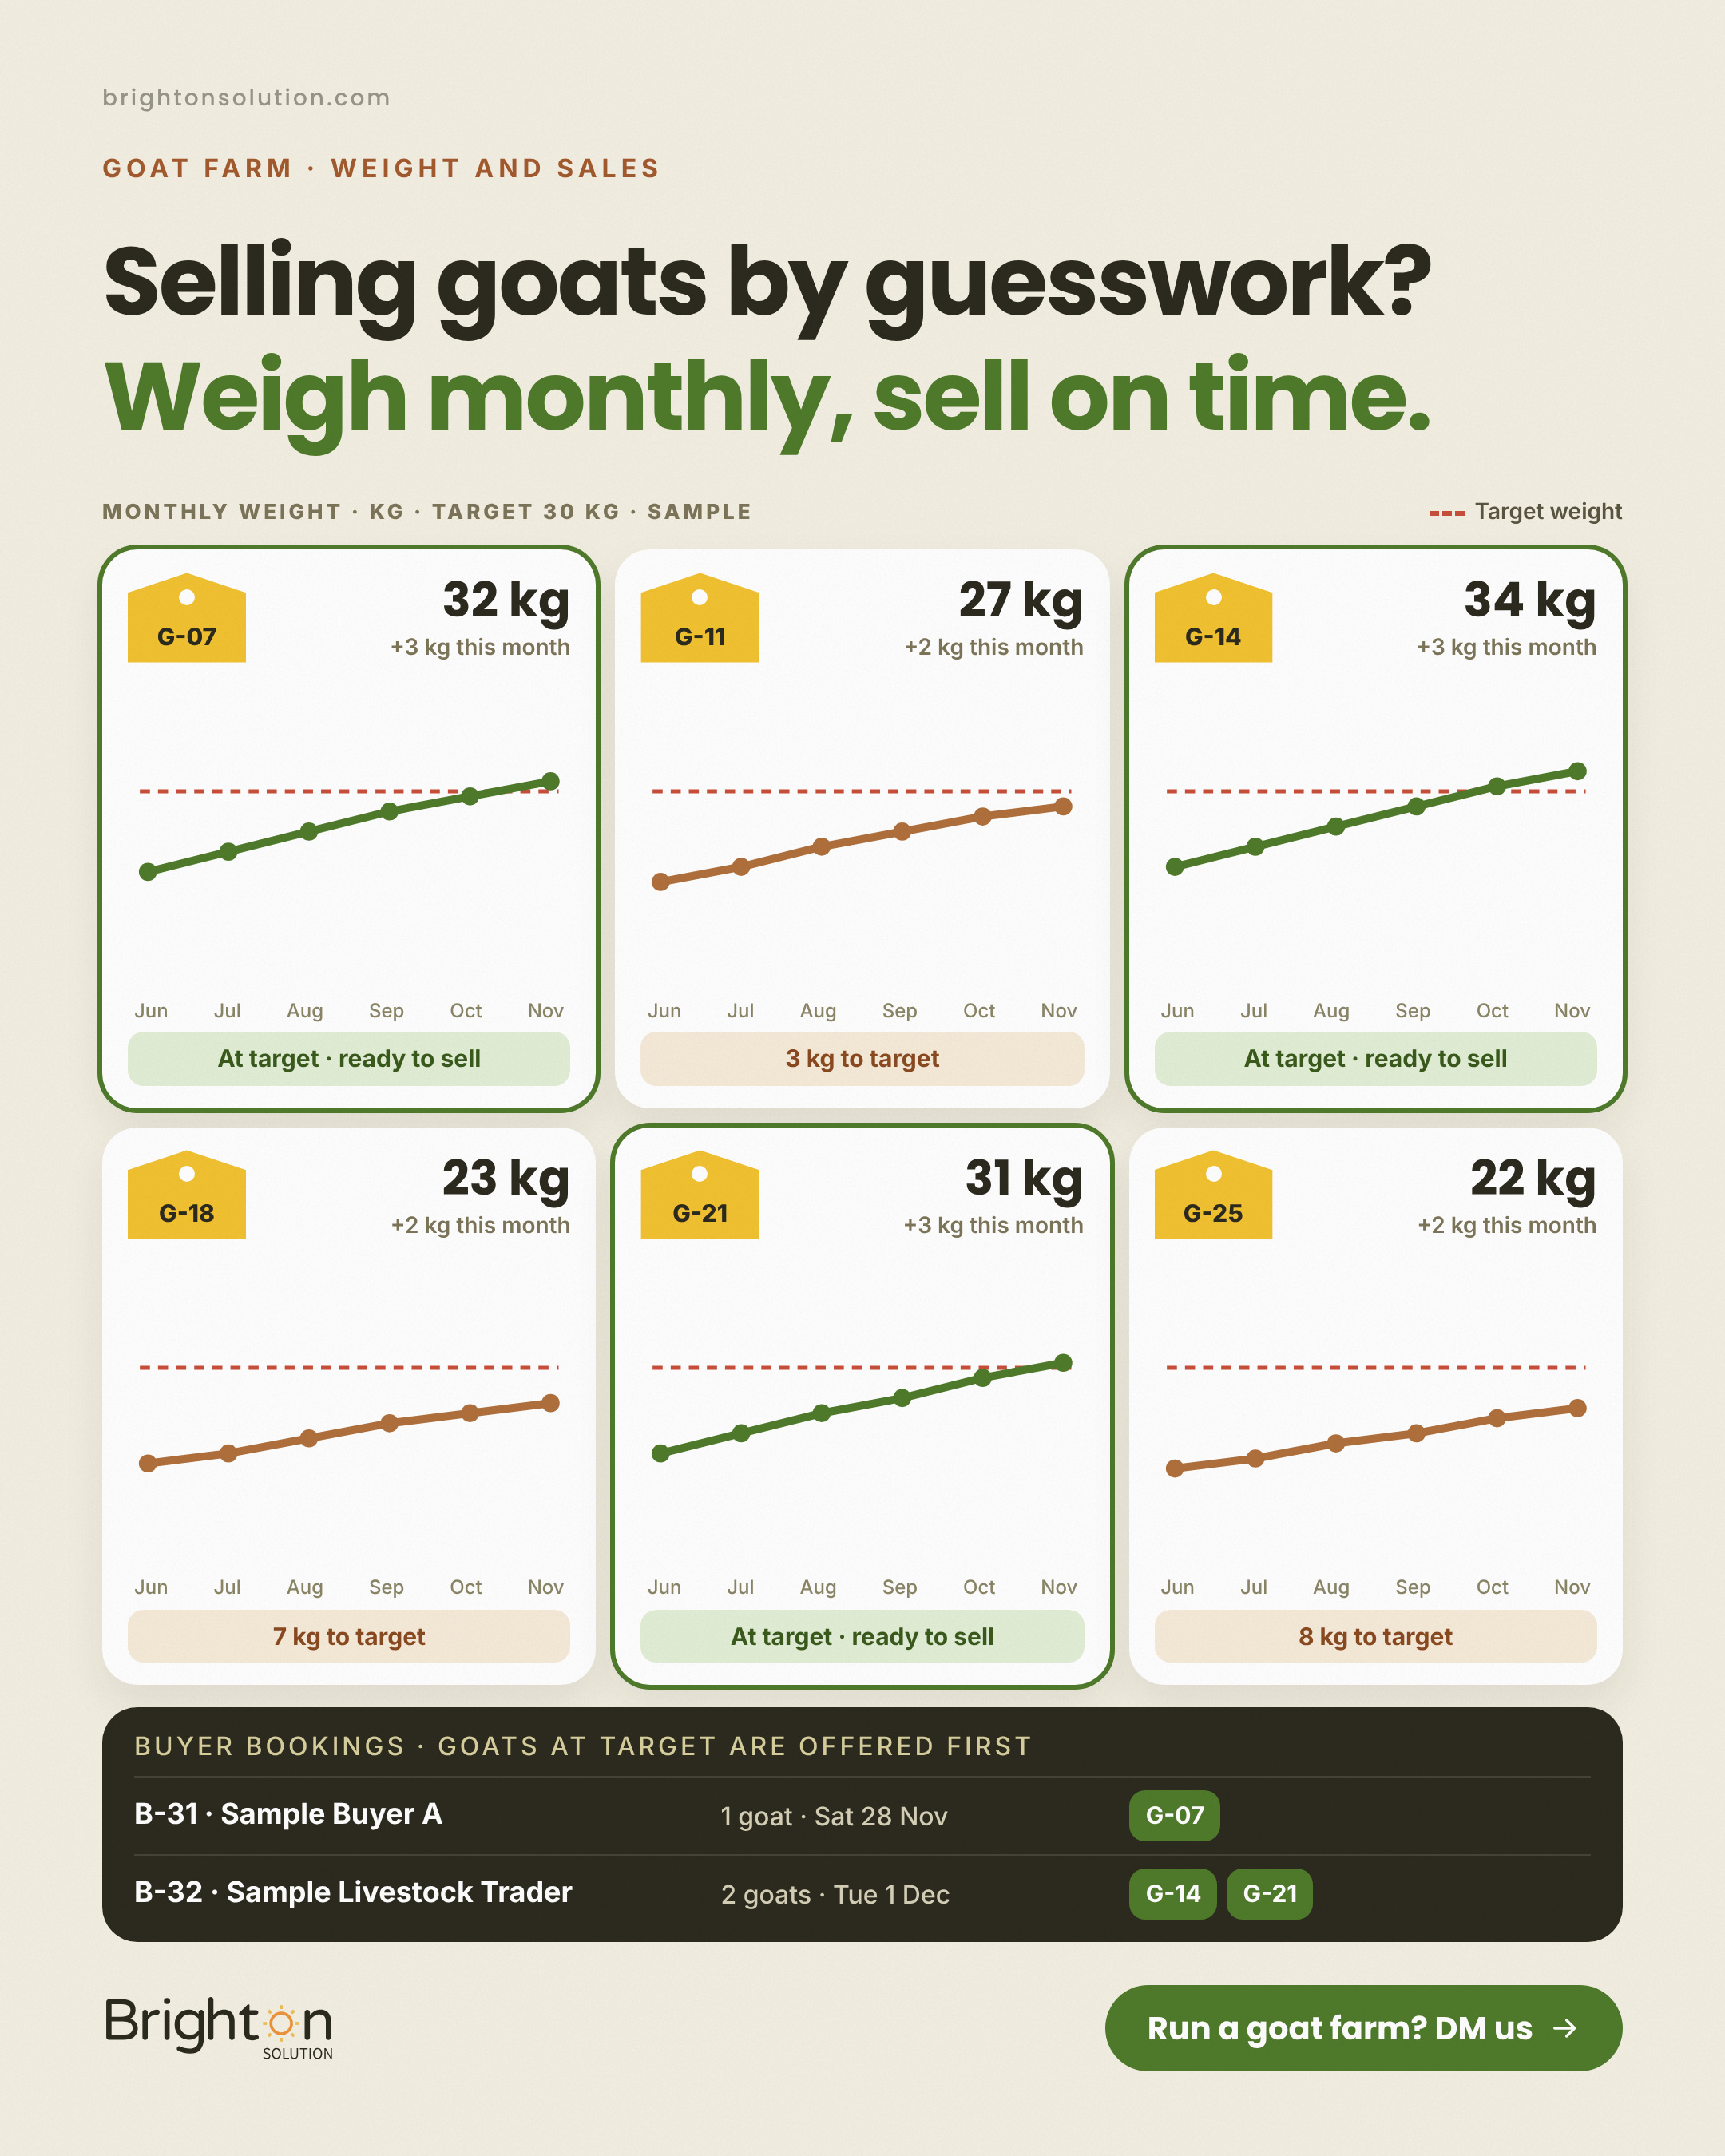 brightonsolution.com
GOAT FARM · WEIGHT AND SALES
Selling goats by guesswork?
Weigh monthly, sell on time.
MONTHLY WEIGHT · KG · TARGET 30 KG · SAMPLE
Target weight
G-07
32 kg
+3 kg this month
Jun Jul Aug Sep Oct Nov
At target · ready to sell
G-11
27 kg
+2 kg this month
Jun Jul Aug Sep Oct Nov
3 kg to target
G-14
34 kg
+3 kg this month
Jun Jul Aug Sep Oct Nov
At target · ready to sell
G-18
23 kg
+2 kg this month
Jun Jul Aug Sep Oct Nov
7 kg to target
G-21
31 kg
+3 kg this month
Jun Jul Aug Sep Oct Nov
At target · ready to sell
G-25
22 kg
+2 kg this month
Jun Jul Aug Sep Oct Nov
8 kg to target
BUYER BOOKINGS · GOATS AT TARGET ARE OFFERED FIRST
B-31 · Sample Buyer A 1 goat · Sat 28 Nov G-07
B-32 · Sample Livestock Trader 2 goats · Tue 1 Dec G-14 G-21
Brighton
SOLUTION
Run a goat farm? DM us →